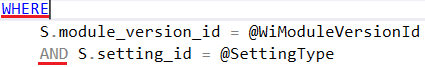 WHERE
S.module_version_id = @WiModuleVersionId
AND S.setting_id = @SettingType